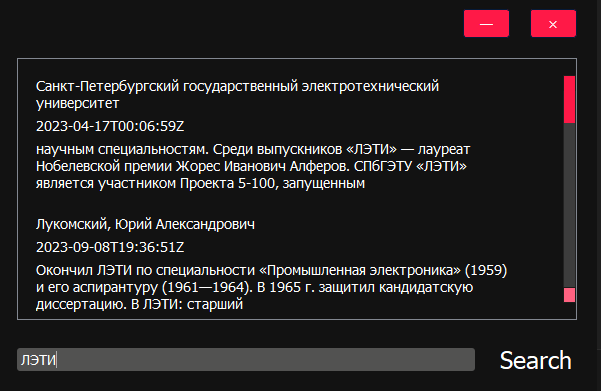 Санкт-Петербургский государственный электротехнический
университет
2023-04-17T00:06:59Z
научным специальностям. Среди выпускников «ЛЭТИ» — лауреат
Нобелевской премии Жорес Иванович Алферов. СПбГЭТУ «ЛЭТИ»
является участником Проекта 5-100, запущенным
Лукомский, Юрий Александрович
2023-09-08T19:36:51Z
Окончил ЛЭТИ по специальности «Промышленная электроника» (1959)
и его аспирантуру (1961—1964). В 1965 г. защитил кандидатскую
диссертацию. В ЛЭТИ: старший
ЛЭТИ Search